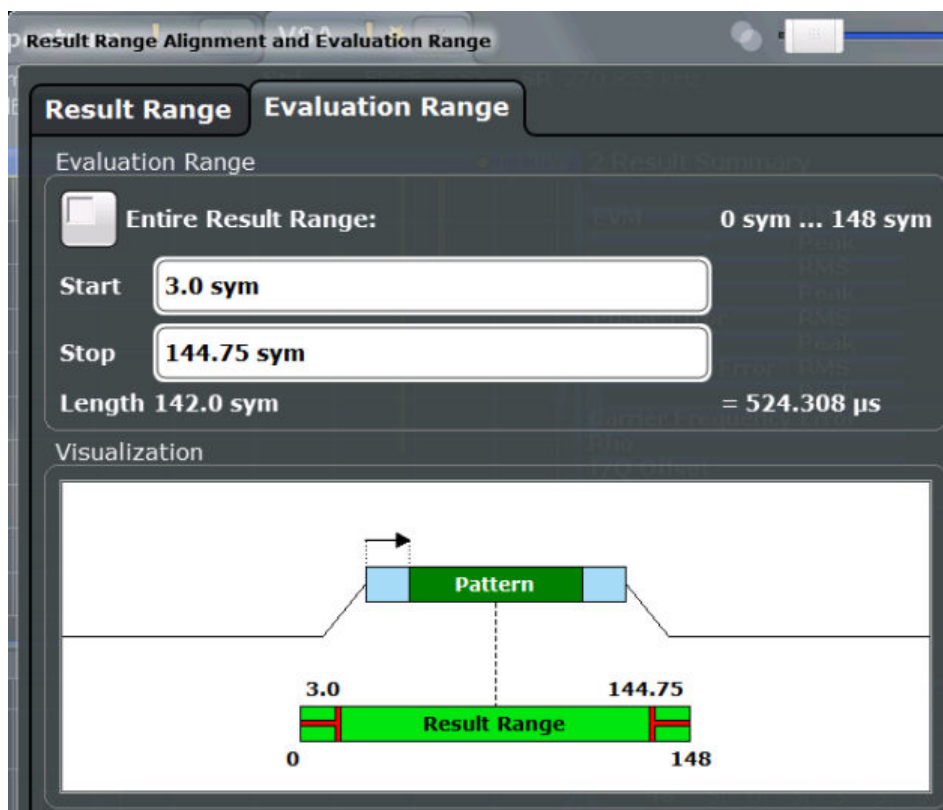 Result Range Alignment and Evaluation Range
Result Range Evaluation Range
Evaluation Range
Entire Result Range: 0 sym ... 148 sym
Start 3.0 sym
Stop 144.75 sym
Length 142.0 sym = 524.308 µs
Visualization
Pattern
3.0 144.75
Result Range
0 148